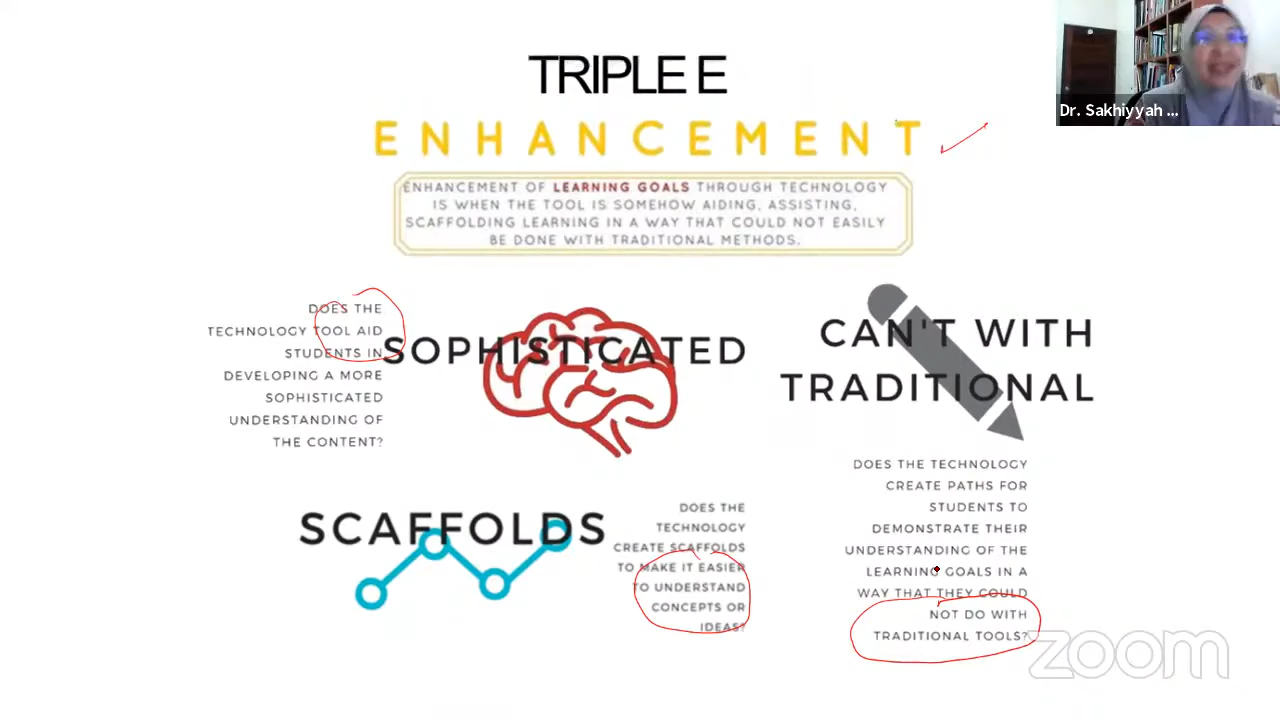 TRIPLE E
ENHANCEMENT
ENHANCEMENT OF LEARNING GOALS THROUGH TECHNOLOGY
IS WHEN THE TOOL IS SOMEHOW AIDING, ASSISTING,
SCAFFOLDING LEARNING IN A WAY THAT COULD NOT EASILY
BE DONE WITH TRADITIONAL METHODS.
Dr. Sakhiyyah ...
DOES THE
TECHNOLOGY TOOL AID
STUDENTS IN
DEVELOPING A MORE
SOPHISTICATED
UNDERSTANDING OF
THE CONTENT?
SOPHISTICATED
CAN'T WITH
TRADITIONAL
DOES THE TECHNOLOGY
CREATE PATHS FOR
STUDENTS TO
DEMONSTRATE THEIR
UNDERSTANDING OF THE
LEARNING GOALS IN A
WAY THAT THEY COULD
NOT DO WITH
TRADITIONAL TOOLS?
SCAFFOLDS
DOES THE
TECHNOLOGY
CREATE SCAFFOLDS
TO MAKE IT EASIER
TO UNDERSTAND
CONCEPTS OR
IDEAS?
zoom